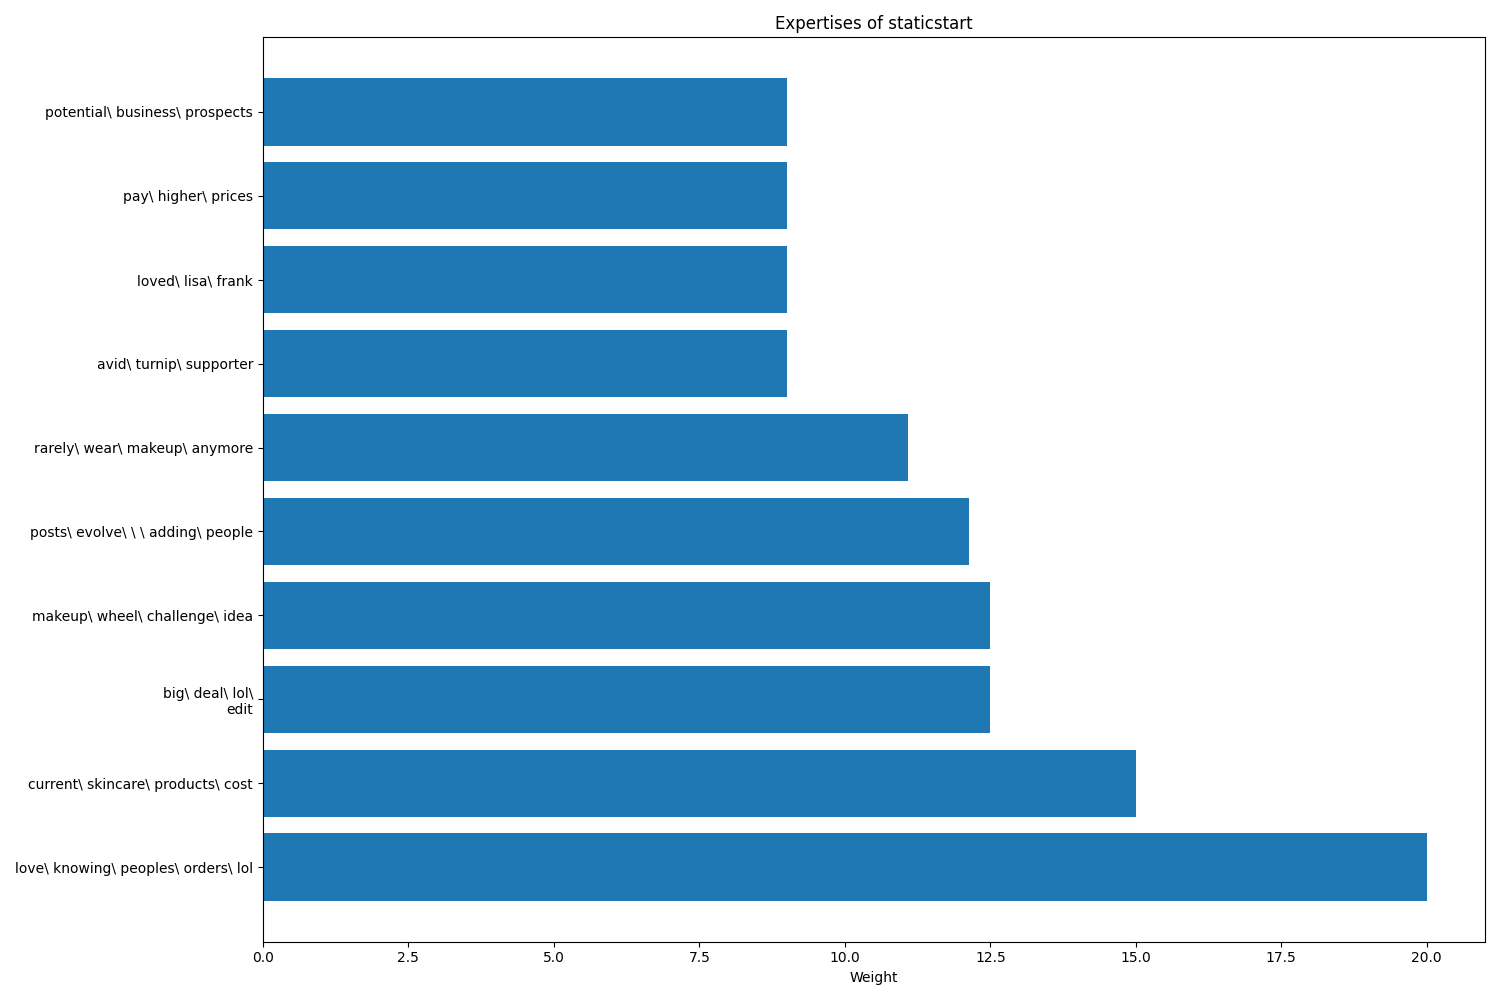 Expertises of staticstart
potential\ business\ prospects
pay\ higher\ prices
loved\ lisa\ frank
avid\ turnip\ supporter
rarely\ wear\ makeup\ anymore
posts\ evolve\ \ \ adding\ people
makeup\ wheel\ challenge\ idea
big\ deal\ lol\
edit
current\ skincare\ products\ cost
love\ knowing\ peoples\ orders\ lol
0.0 2.5 5.0 7.5 10.0 12.5 15.0 17.5 20.0
Weight